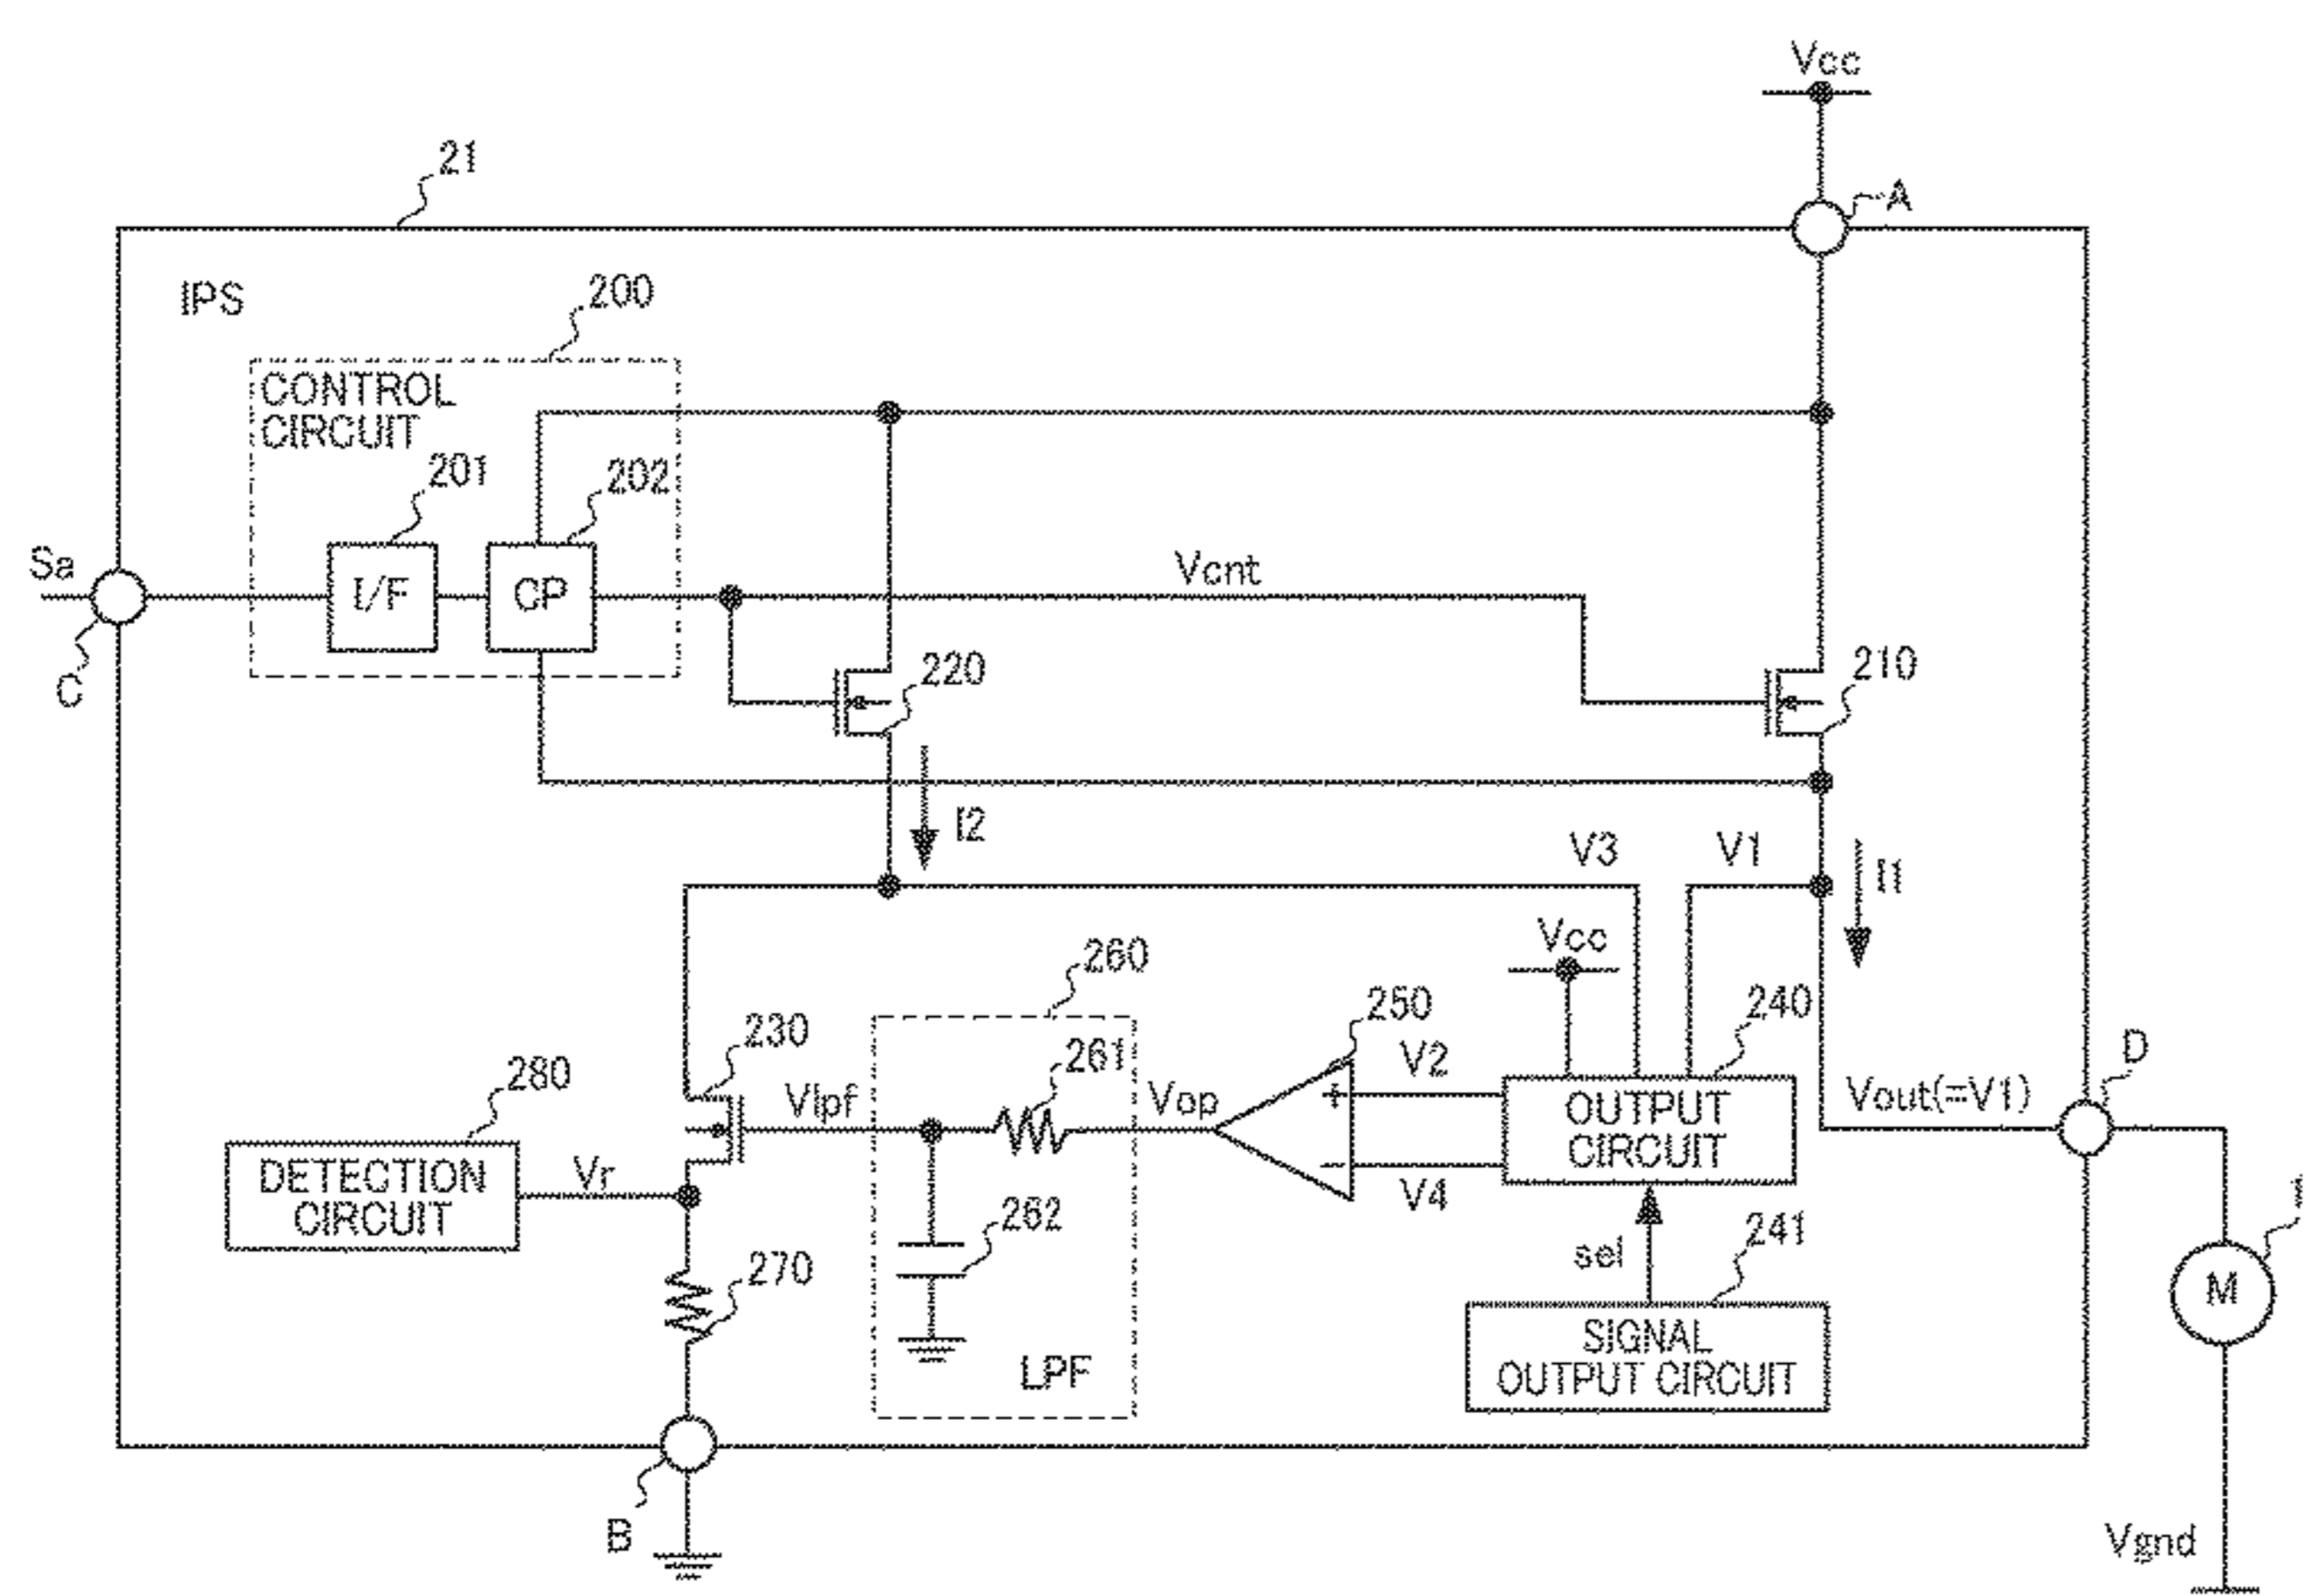 Vcc
21
A
IPS
200
CONTROL
CIRCUIT
201
202
Sa
I/F
CP
Vcnt
C
220
210
I2
V3
V1
I1
Vcc
260
250
240
230
261
V2
D
280
Vlpf
Vop
OUTPUT
CIRCUIT
Vout(=V1)
DETECTION
CIRCUIT
Vr
V4
262
sel
241
1
270
M
SIGNAL
OUTPUT CIRCUIT
LPF
B
Vgnd